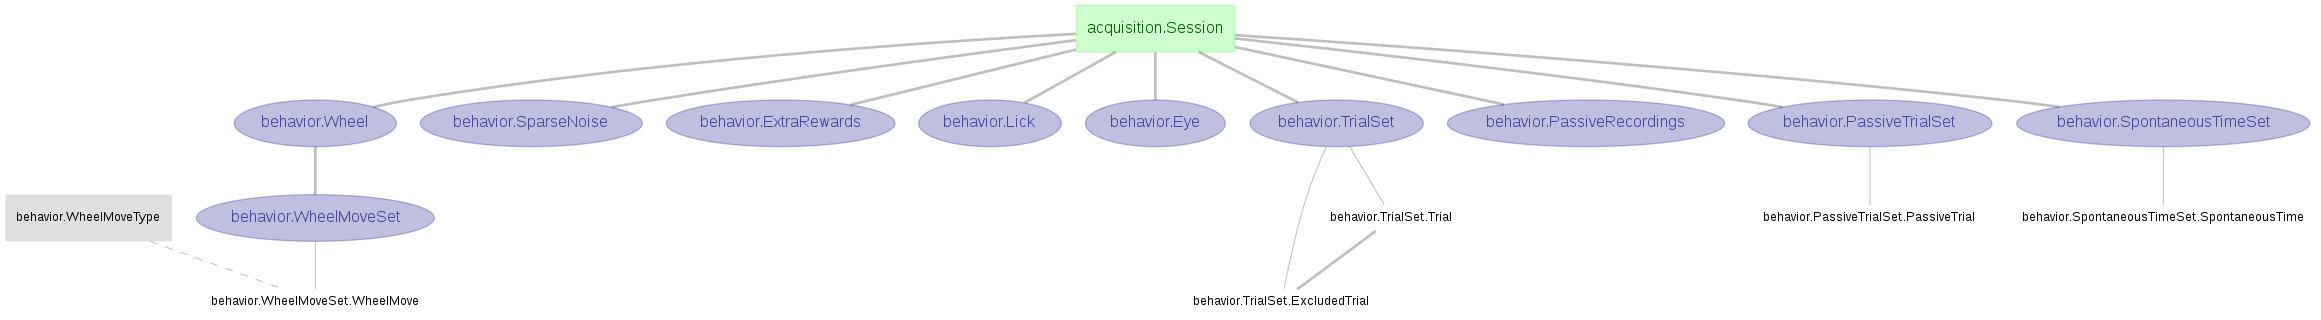 acquisition.Session
behavior.Wheel
behavior.SparseNoise
behavior.ExtraRewards
behavior.Lick
behavior.Eye
behavior.TrialSet
behavior.PassiveRecordings
behavior.PassiveTrialSet
behavior.SpontaneousTimeSet
behavior.WheelMoveType
behavior.WheelMoveSet
behavior.TrialSet.Trial
behavior.PassiveTrialSet.PassiveTrial
behavior.SpontaneousTimeSet.SpontaneousTime
behavior.WheelMoveSet.WheelMove
behavior.TrialSet.ExcludedTrial